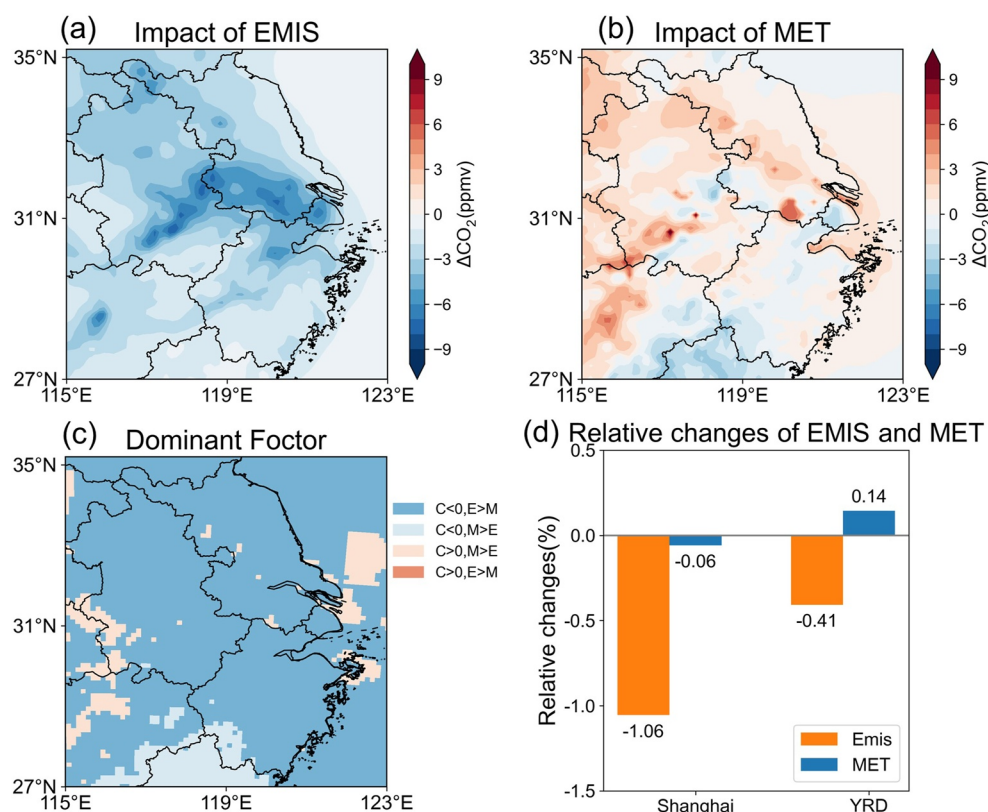 (a) Impact of EMIS
35°N
31°N
27°N
115°E 119°E 123°E
9
6
3
0
-3
-6
-9
ΔCO₂(ppmv)
(b) Impact of MET
35°N
31°N
27°N
115°E 119°E 123°E
9
6
3
0
-3
-6
-9
ΔCO₂(ppmv)
(c) Dominant Foctor
35°N
31°N
27°N
115°E 119°E 123°E
C<0,E>M
C<0,M>E
C>0,M>E
C>0,E>M
(d) Relative changes of EMIS and MET
Relative changes(%)
0.5
0.0
-0.5
-1.0
-1.5
-1.06
-0.06
-0.41
0.14
Emis
MET
Shanghai YRD